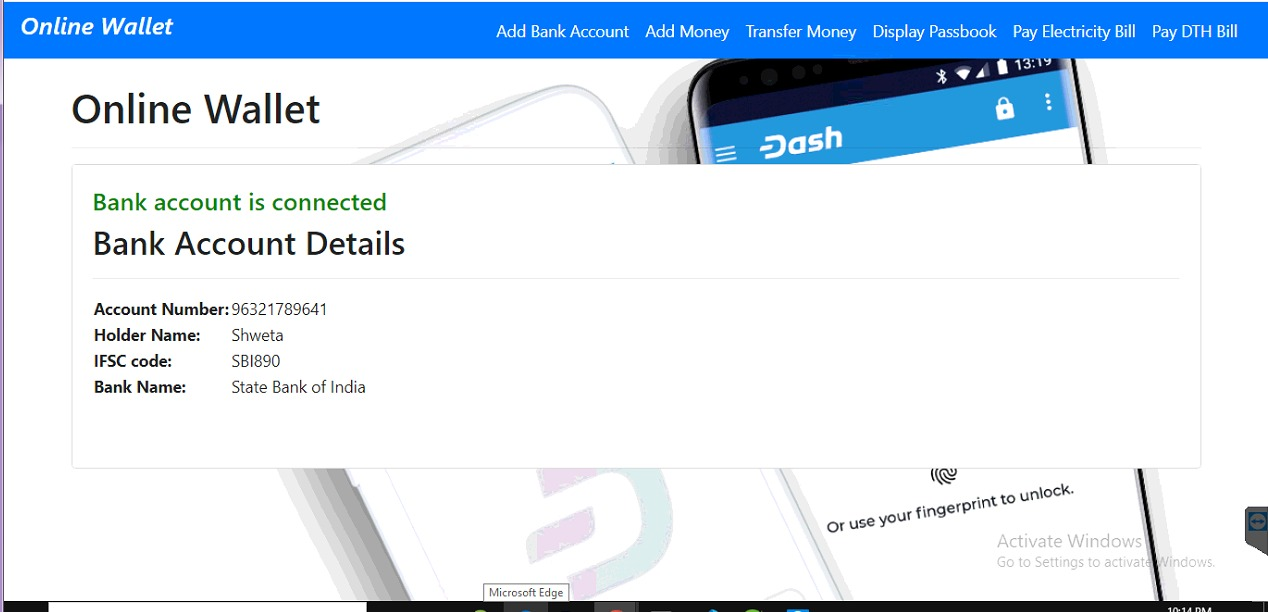 Online Wallet
Add Bank Account Add Money Transfer Money Display Passbook Pay Electricity Bill Pay DTH Bill
13:19
Online Wallet
Dash
Bank account is connected
Bank Account Details
Account Number: 96321789641
Holder Name: Shweta
IFSC code: SBI890
Bank Name: State Bank of India
Or use your fingerprint to unlock.
Activate Windows
Go to Settings to activate Windows.
Microsoft Edge
10:14 PM